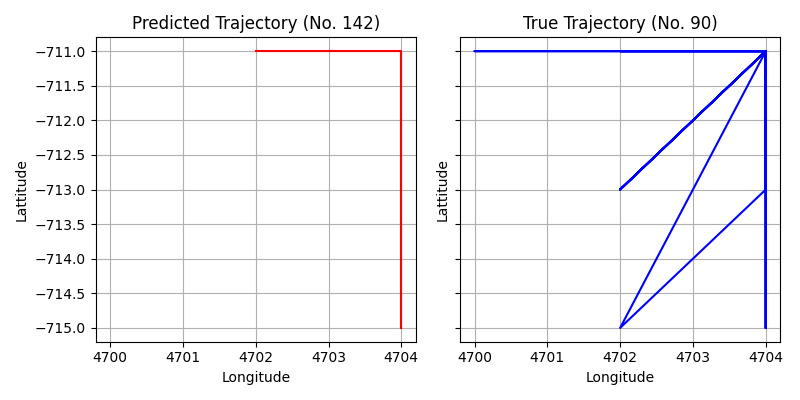 Predicted Trajectory (No. 142)
True Trajectory (No. 90)
−711.0
−711.5
−712.0
−712.5
−713.0
−713.5
−714.0
−714.5
−715.0
Lattitude
Lattitude
4700 4701 4702 4703 4704
4700 4701 4702 4703 4704
Longitude
Longitude